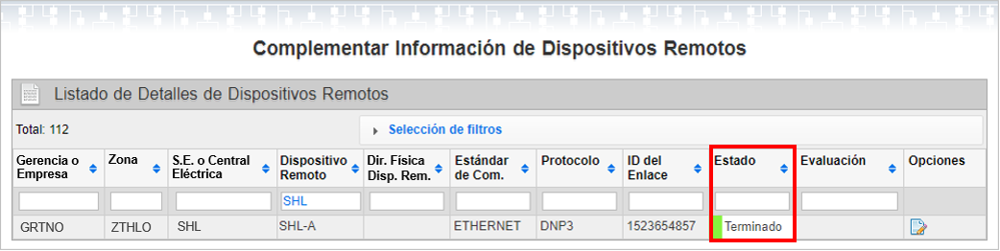 Complementar Información de Dispositivos Remotos
Listado de Detalles de Dispositivos Remotos
Total: 112
Selección de filtros
Gerencia o Empresa
Zona
S.E. o Central Eléctrica
Dispositivo Remoto
Dir. Física Disp. Rem.
Estándar de Com.
Protocolo
ID del Enlace
Estado
Evaluación
Opciones
SHL
GRTNO ZTHLO SHL SHL-A ETHERNET DNP3 1523654857 Terminado